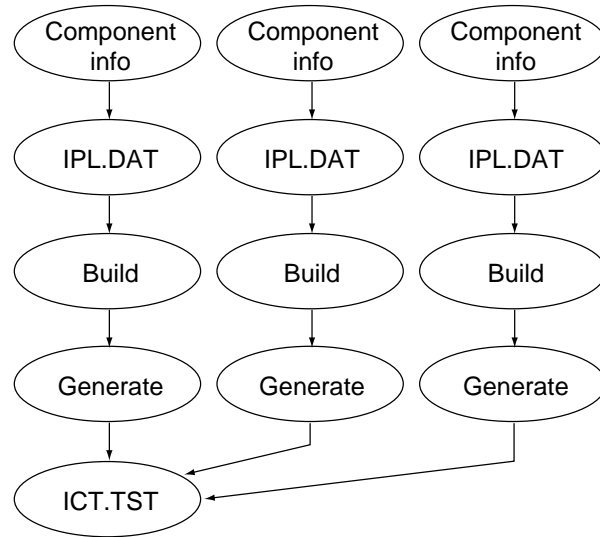 Component
info
Component
info
Component
info
IPL.DAT
IPL.DAT
IPL.DAT
Build
Build
Build
Generate
Generate
Generate
ICT.TST